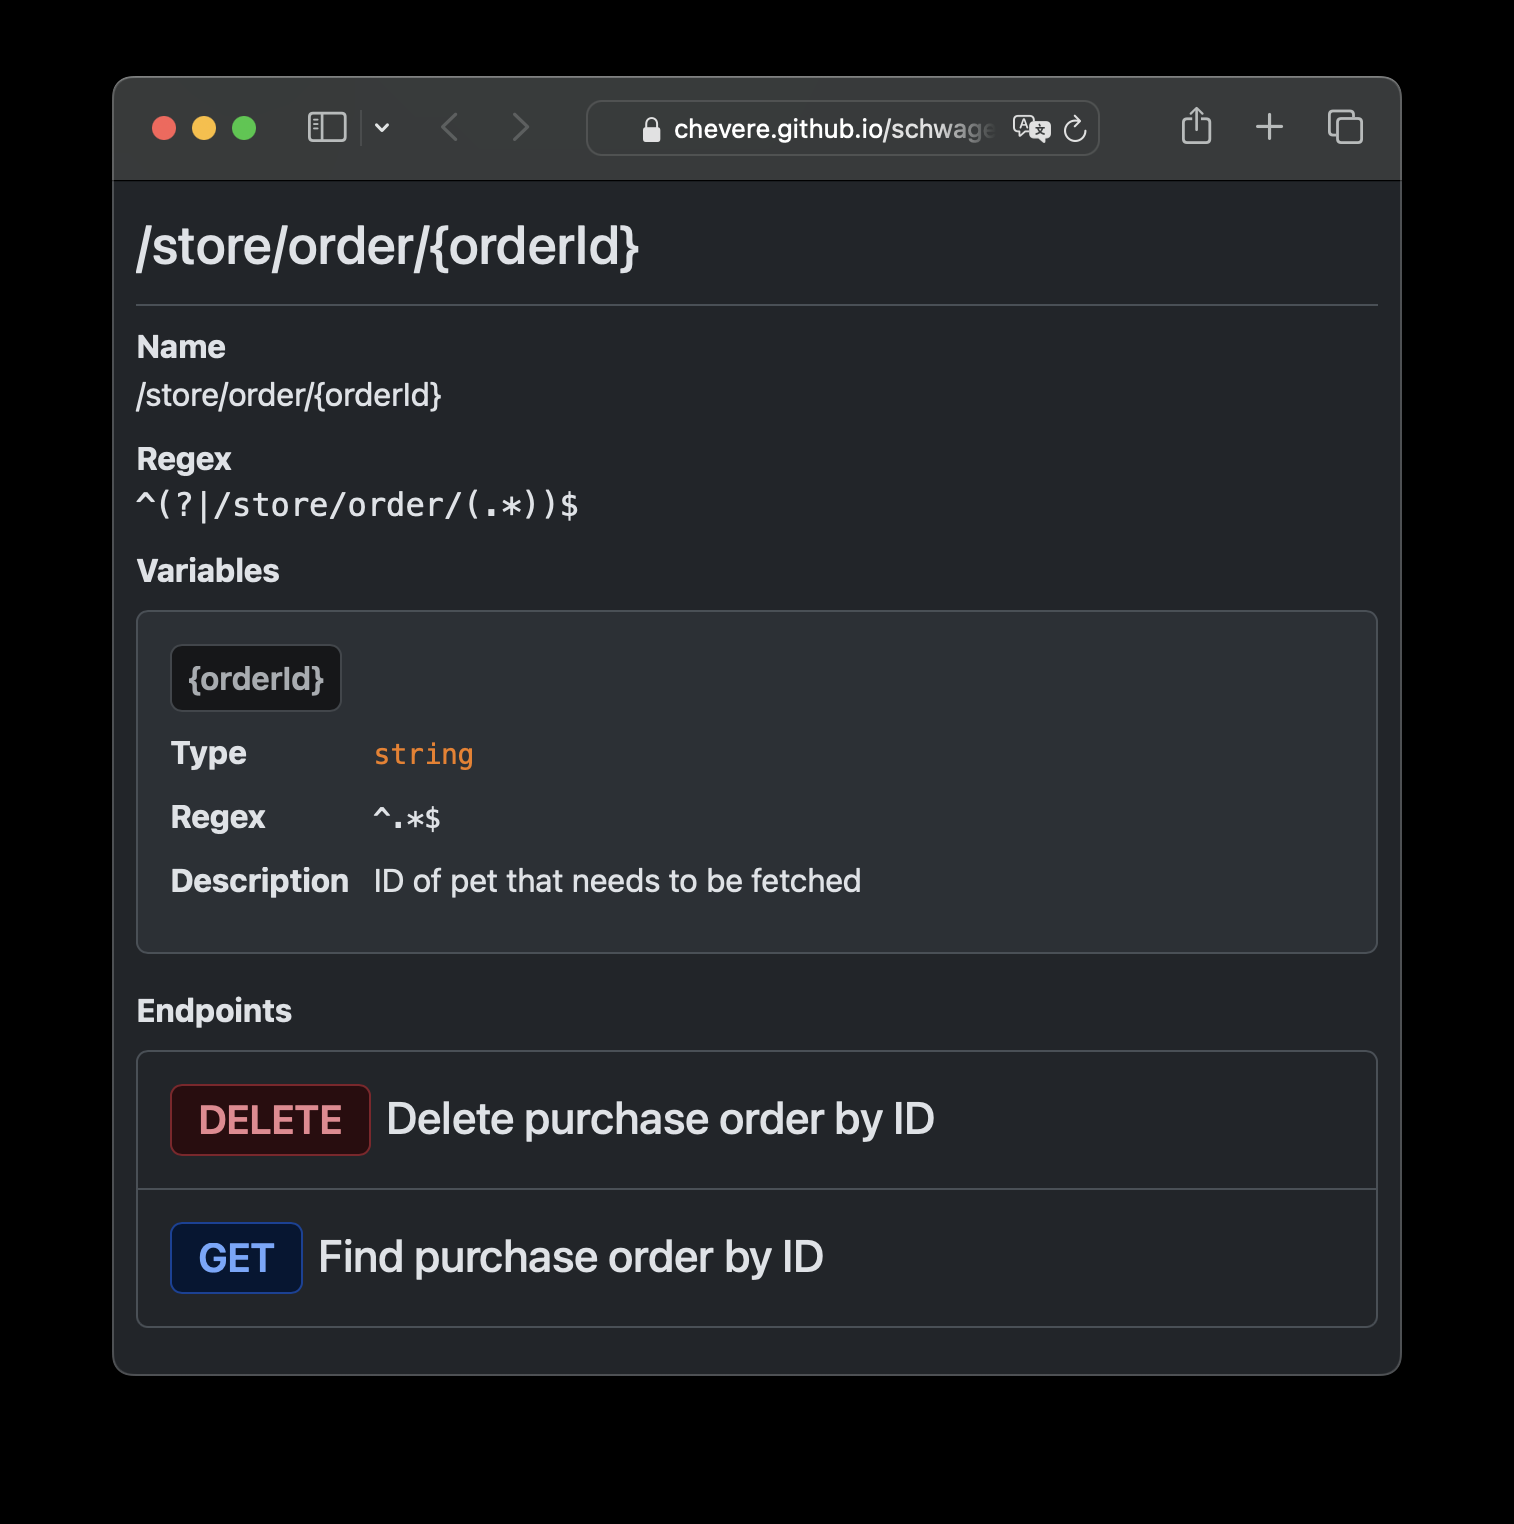 chevere.github.io/schwage
/store/order/{orderId}
Name
/store/order/{orderId}
Regex
^(?|/store/order/(.*))$
Variables
{orderId}
Type string
Regex ^.*$
Description ID of pet that needs to be fetched
Endpoints
DELETE Delete purchase order by ID
GET Find purchase order by ID